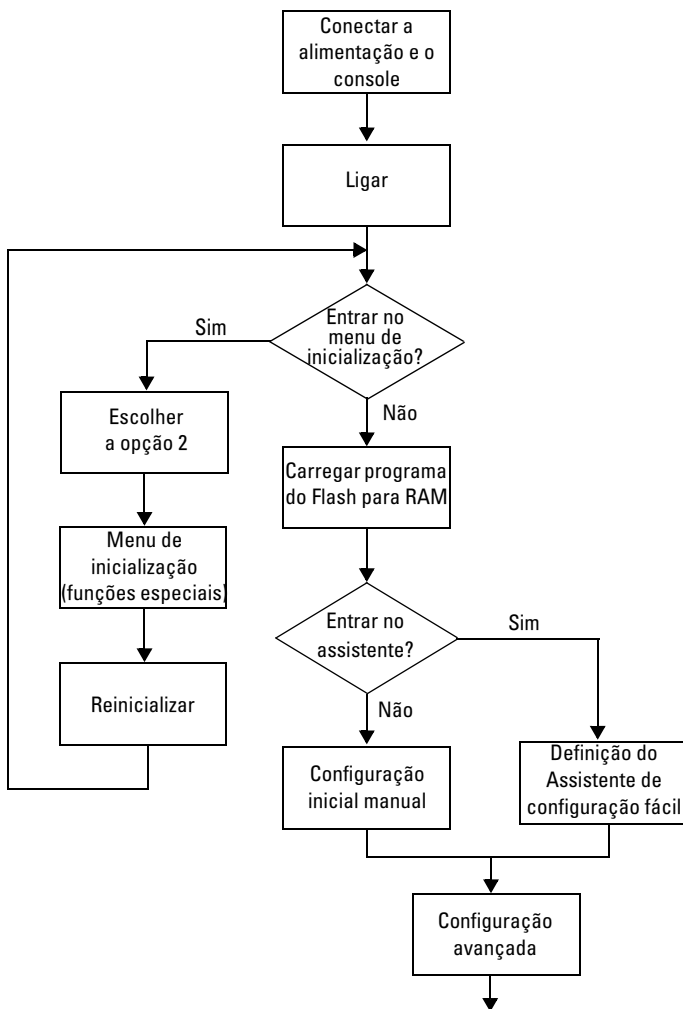 Conectar a
alimentação e o
console
Ligar
Entrar no
menu de
inicialização?
Sim
Não
Escolher
a opção 2
Carregar programa
do Flash para RAM
Menu de
inicialização
(funções especiais)
Entrar no
assistente?
Sim
Não
Reinicializar
Configuração
inicial manual
Definição do
Assistente de
configuração fácil
Configuração
avançada